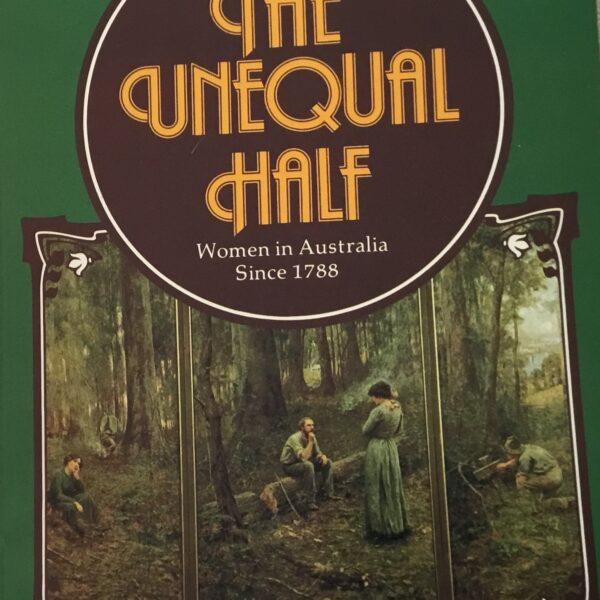 THE
UNEQUAL
HALF
Women in Australia
Since 1788